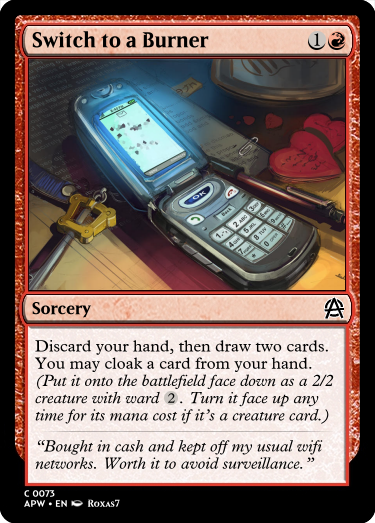 Switch to a Burner 1
OK
Sorcery
Discard your hand, then draw two cards.
You may cloak a card from your hand.
(Put it onto the battlefield face down as a 2/2
creature with ward 2. Turn it face up any
time for its mana cost if it's a creature card.)
“Bought in cash and kept off my usual wifi
networks. Worth it to avoid surveillance.”
C 0073
APW • EN Roxas7